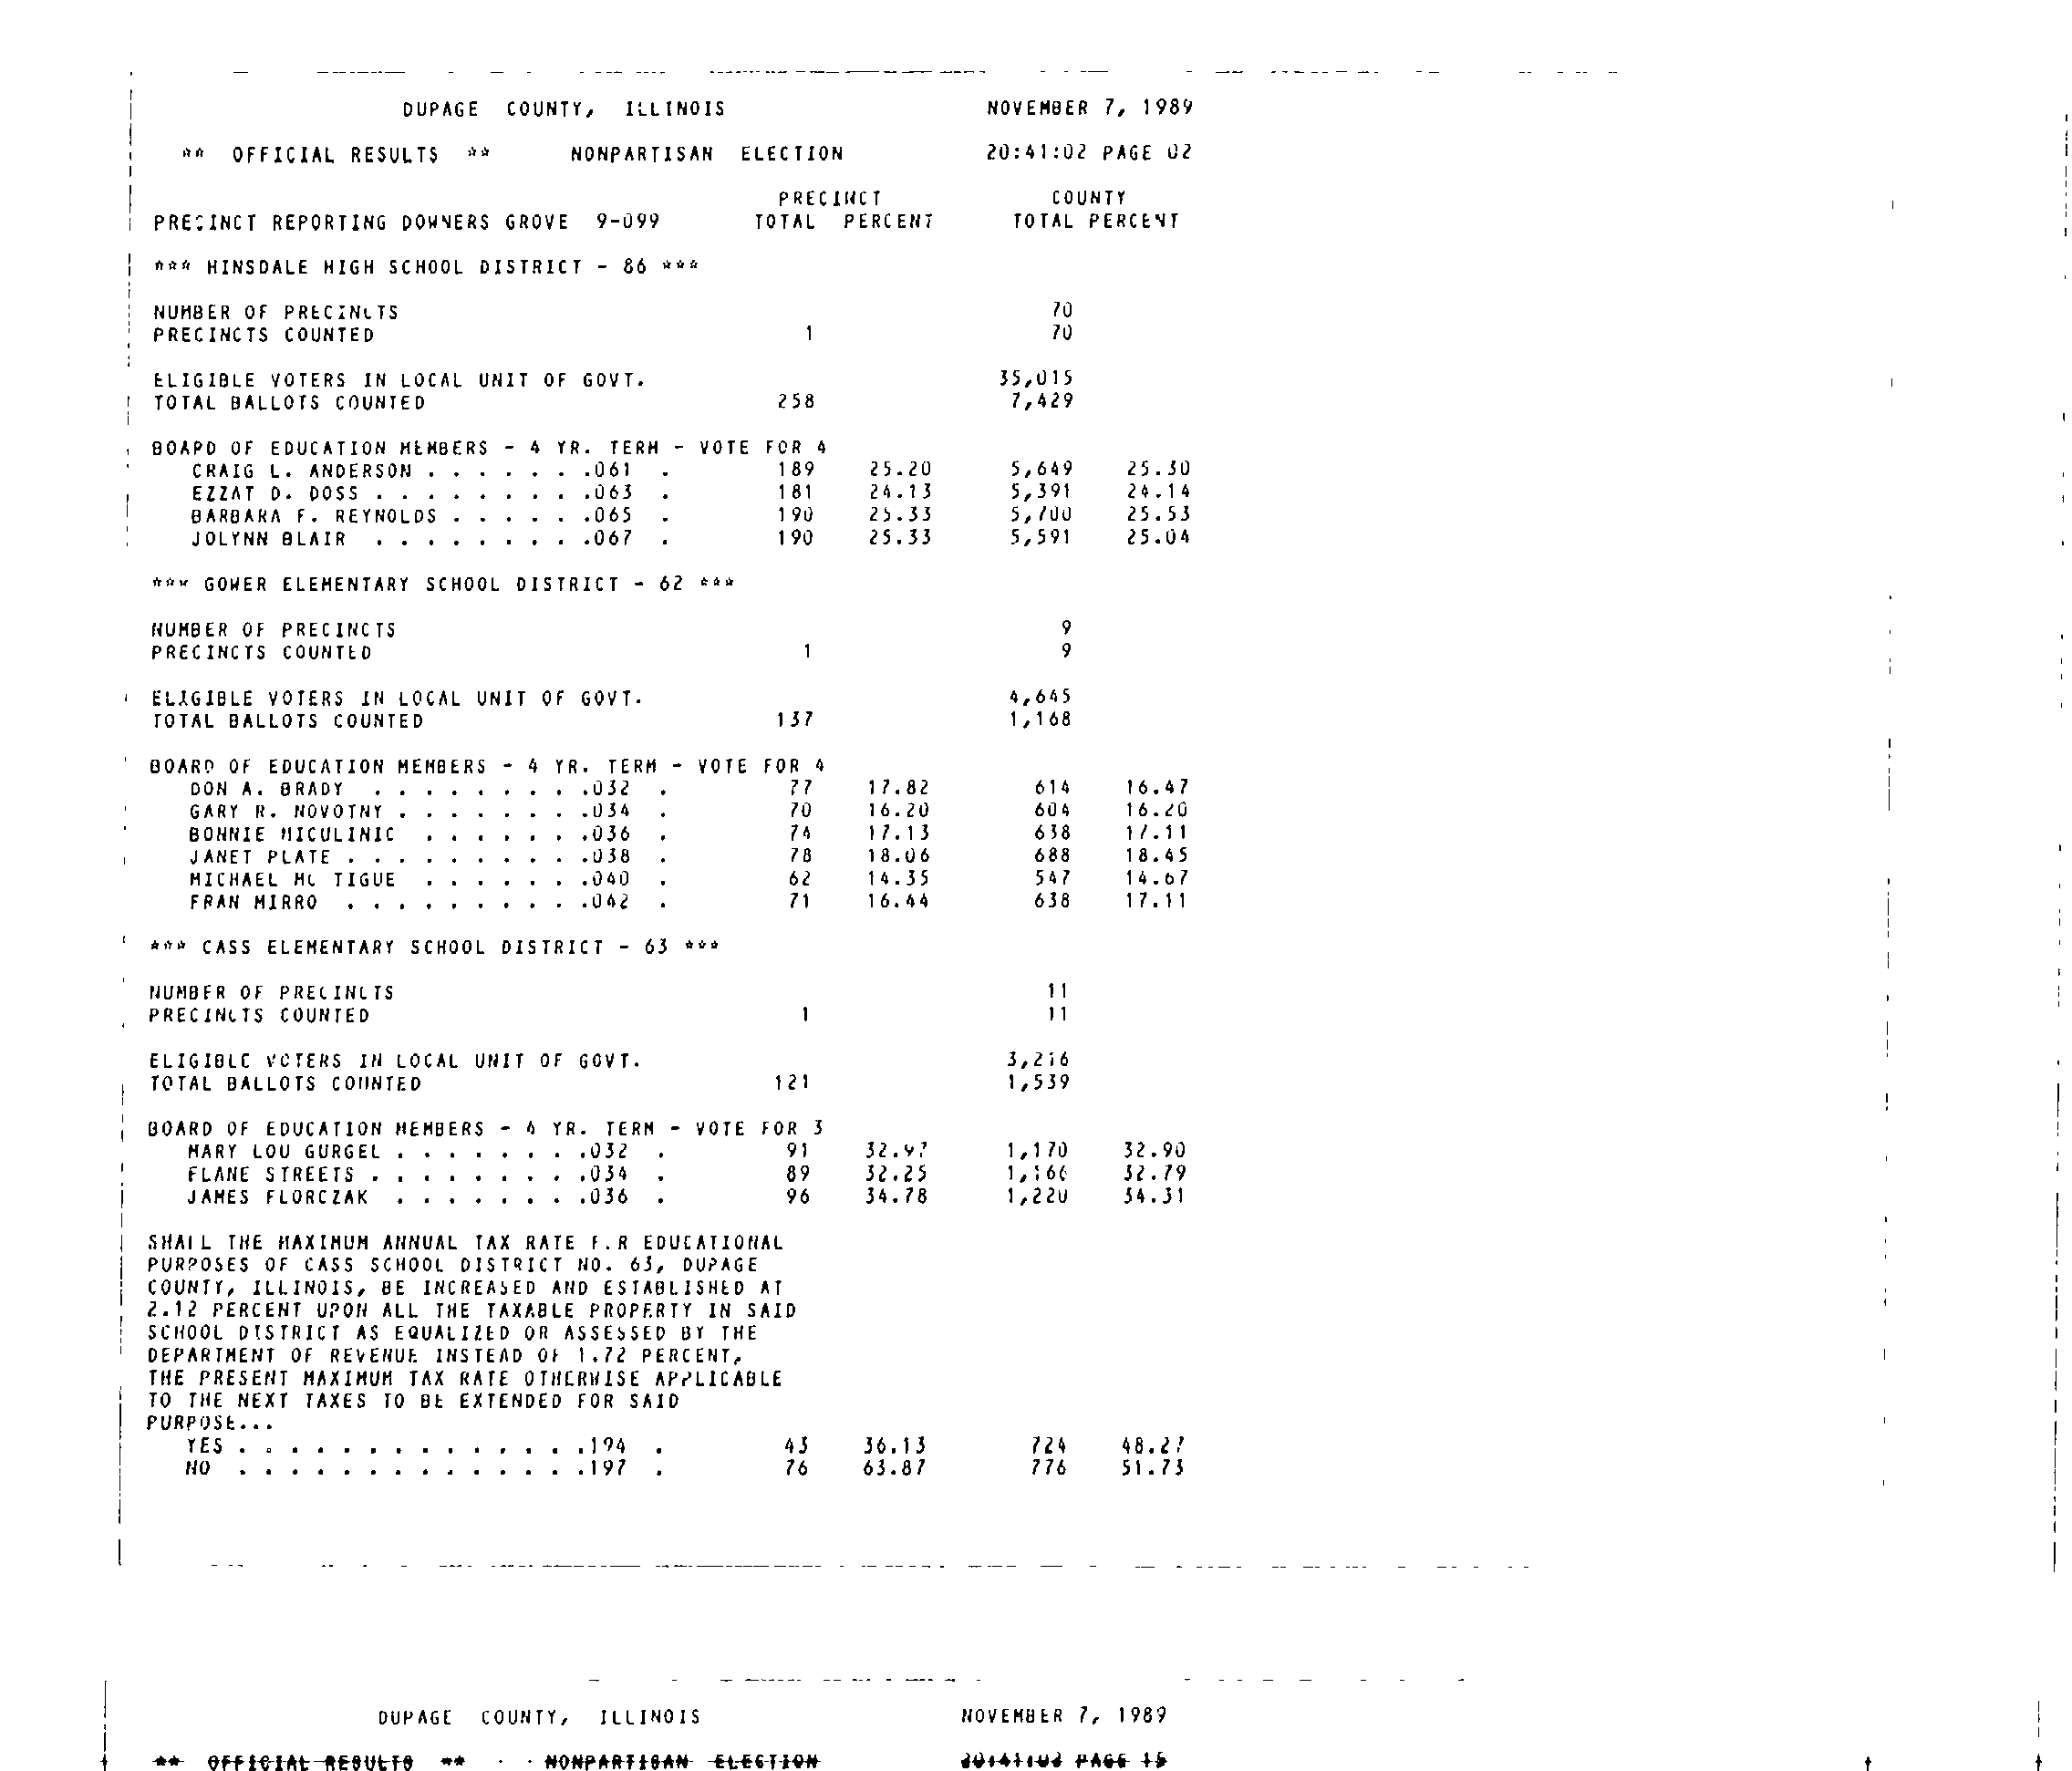 DUPAGE COUNTY, ILLINOIS NOVEMBER 7, 1989
** OFFICIAL RESULTS ** NONPARTISAN ELECTION 20:41:02 PAGE 02
PRECINCT COUNTY
PRECINCT REPORTING DOWNERS GROVE 9-099 TOTAL PERCENT TOTAL PERCENT
*** HINSDALE HIGH SCHOOL DISTRICT - 86 ***
NUMBER OF PRECINCTS 70
PRECINCTS COUNTED 1 70
ELIGIBLE VOTERS IN LOCAL UNIT OF GOVT. 35,015
TOTAL BALLOTS COUNTED 258 7,429
BOARD OF EDUCATION MEMBERS - 4 YR. TERM - VOTE FOR 4
CRAIG L. ANDERSON . . . . . . .061 . 189 25.20 5,649 25.30
EZZAT D. DOSS . . . . . . . . .063 . 181 24.13 5,391 24.14
BARBARA F. REYNOLDS . . . . . .065 . 190 25.33 5,700 25.53
JOLYNN BLAIR . . . . . . . . .067 . 190 25.33 5,591 25.04
*** GOWER ELEMENTARY SCHOOL DISTRICT - 62 ***
NUMBER OF PRECINCTS 9
PRECINCTS COUNTED 1 9
ELIGIBLE VOTERS IN LOCAL UNIT OF GOVT. 4,645
TOTAL BALLOTS COUNTED 137 1,168
BOARD OF EDUCATION MEMBERS - 4 YR. TERM - VOTE FOR 4
DON A. BRADY . . . . . . . . .032 . 77 17.82 614 16.47
GARY R. NOVOTNY . . . . . . . .034 . 70 16.20 604 16.20
BONNIE MICULINIC . . . . . . .036 . 74 17.13 638 17.11
JANET PLATE . . . . . . . . . .038 . 78 18.06 688 18.45
MICHAEL MC TIGUE . . . . . . .040 . 62 14.35 547 14.67
FRAN MIRRO . . . . . . . . . .042 . 71 16.44 638 17.11
*** CASS ELEMENTARY SCHOOL DISTRICT - 63 ***
NUMBER OF PRECINCTS 11
PRECINCTS COUNTED 1 11
ELIGIBLE VOTERS IN LOCAL UNIT OF GOVT.
TOTAL BALLOTS COUNTED 121 1,539
BOARD OF EDUCATION MEMBERS - 4 YR. TERM - VOTE FOR 3
MARY LOU GURGEL . . . . . . . .032 . 91 32.97 1,170 32.90
ELANE STREETS . . . . . . . . .034 . 89 32.25 1,166 32.79
JAMES FLORCZAK . . . . . . . .036 . 96 34.78 1,220 34.31
SHALL THE MAXIMUM ANNUAL TAX RATE F.R EDUCATIONAL
PURPOSES OF CASS SCHOOL DISTRICT NO. 63, DUPAGE
COUNTY, ILLINOIS, BE INCREASED AND ESTABLISHED AT
2.12 PERCENT UPON ALL THE TAXABLE PROPERTY IN SAID
SCHOOL DISTRICT AS EQUALIZED OR ASSESSED BY THE
DEPARTMENT OF REVENUE INSTEAD OF 1.72 PERCENT,
THE PRESENT MAXIMUM TAX RATE OTHERWISE APPLICABLE
TO THE NEXT TAXES TO BE EXTENDED FOR SAID
PURPOSE...
YES . . . . . . . . . . . . . .194 . 43 36.13 724 48.27
NO . . . . . . . . . . . . . .197 . 76 63.87 776 51.73
DUPAGE COUNTY, ILLINOIS NOVEMBER 7, 1989
** OFFICIAL RESULTS ** NONPARTISAN ELECTION 20:41:02 PAGE 15